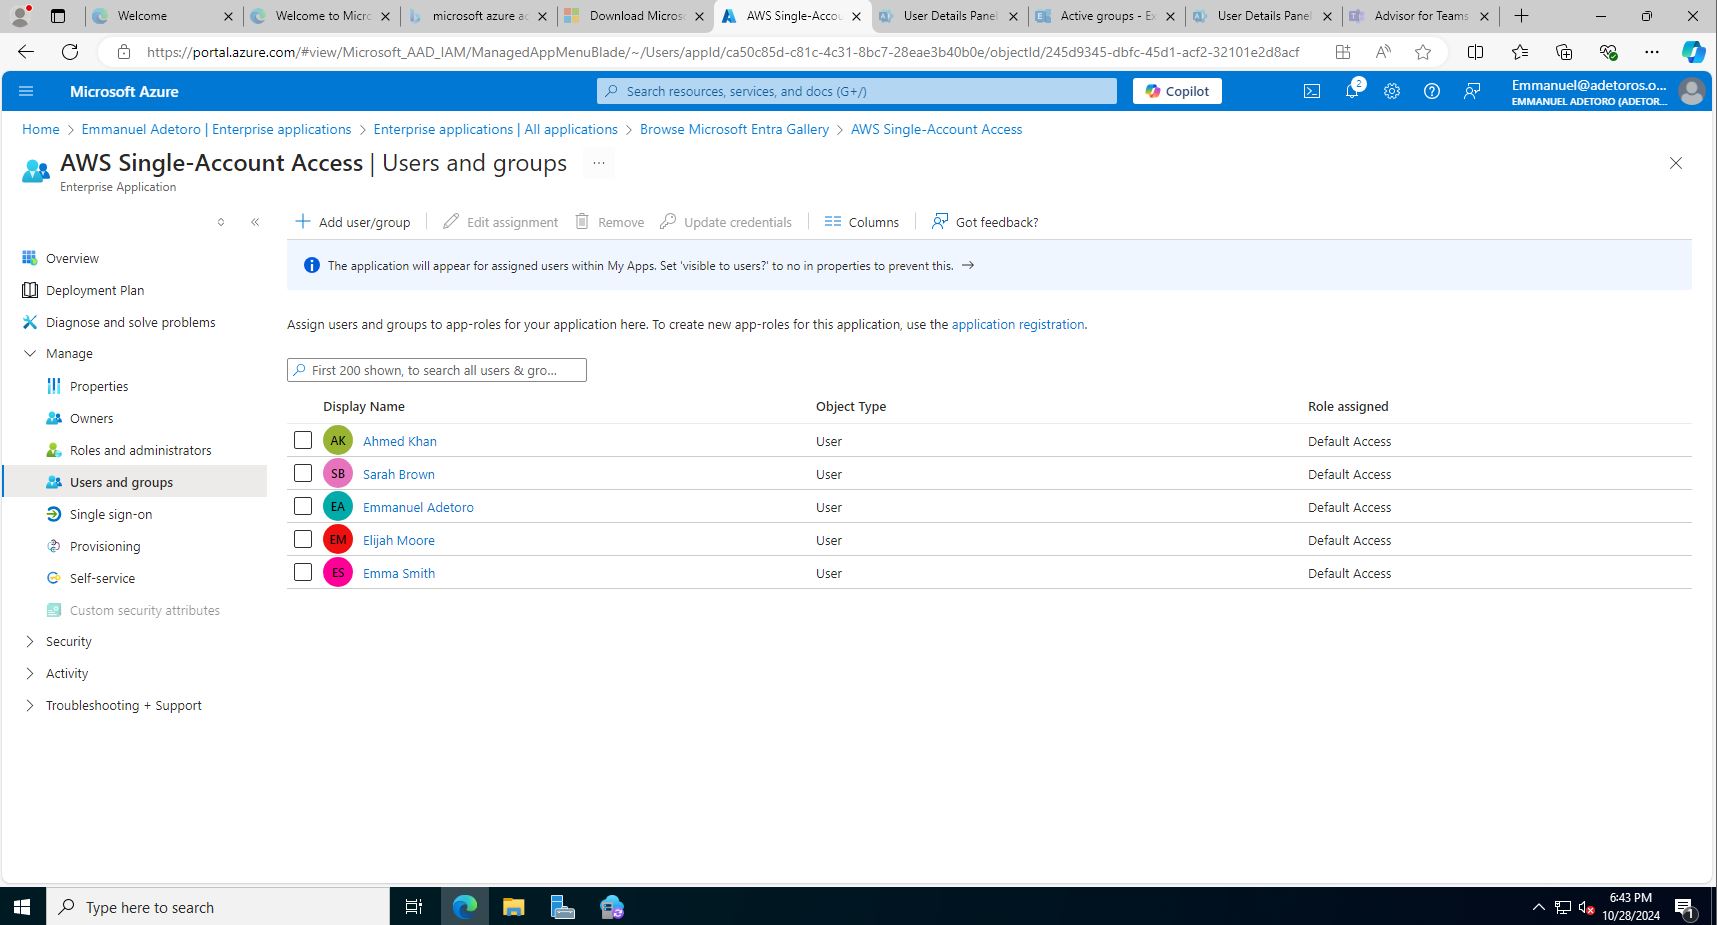 Welcome
Welcome to Micro
microsoft azure ac
Download Microso
AWS Single-Accou
User Details Panel
Active groups - Ex
User Details Panel
Advisor for Teams
https://portal.azure.com/#view/Microsoft_AAD_IAM/ManagedAppMenuBlade/~/Users/appId/ca50c85d-c81c-4c31-8bc7-28eae3b40b0e/objectId/245d9345-dbfc-45d1-acf2-32101e2d8acf
Microsoft Azure
Search resources, services, and docs (G+/)
Copilot
2
Emmanuel@adetoros.o...
EMMANUEL ADETORO (ADETOR...
Home > Emmanuel Adetoro | Enterprise applications > Enterprise applications | All applications > Browse Microsoft Entra Gallery > AWS Single-Account Access
AWS Single-Account Access | Users and groups ...
Enterprise Application
Add user/group
Edit assignment
Remove
Update credentials
Columns
Got feedback?
Overview
Deployment Plan
Diagnose and solve problems
Manage
Properties
Owners
Roles and administrators
Users and groups
Single sign-on
Provisioning
Self-service
Custom security attributes
Security
Activity
Troubleshooting + Support
The application will appear for assigned users within My Apps. Set 'visible to users?' to no in properties to prevent this. →
Assign users and groups to app-roles for your application here. To create new app-roles for this application, use the application registration.
First 200 shown, to search all users & gro...
Display Name Object Type Role assigned
AK Ahmed Khan User Default Access
SB Sarah Brown User Default Access
EA Emmanuel Adetoro User Default Access
EM Elijah Moore User Default Access
ES Emma Smith User Default Access
Type here to search
6:43 PM
10/28/2024
1